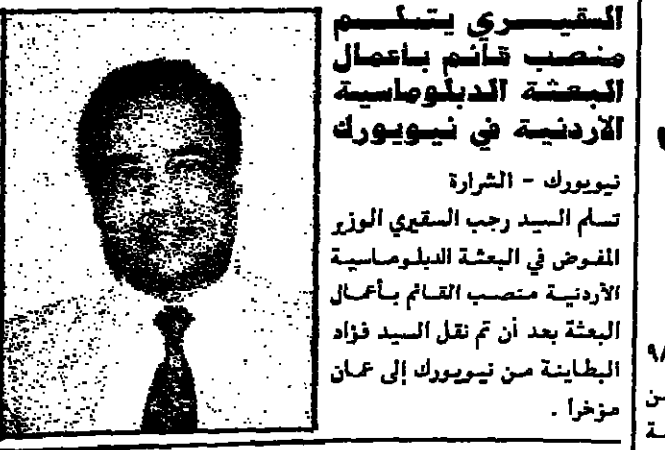 السقيري يتسلم
منصب قائم باعمال
البعثة الدبلوماسية
الاردنية في نيويورك
نيويورك - الشرارة
تسلم السيد رجب السقيري الوزير
المفوض في البعثة الدبلوماسية
الأردنية منصب القائم بأعمال
البعثة بعد أن تم نقل السيد فؤاد
البطاينة من نيويورك إلى عمان
مؤخرا .